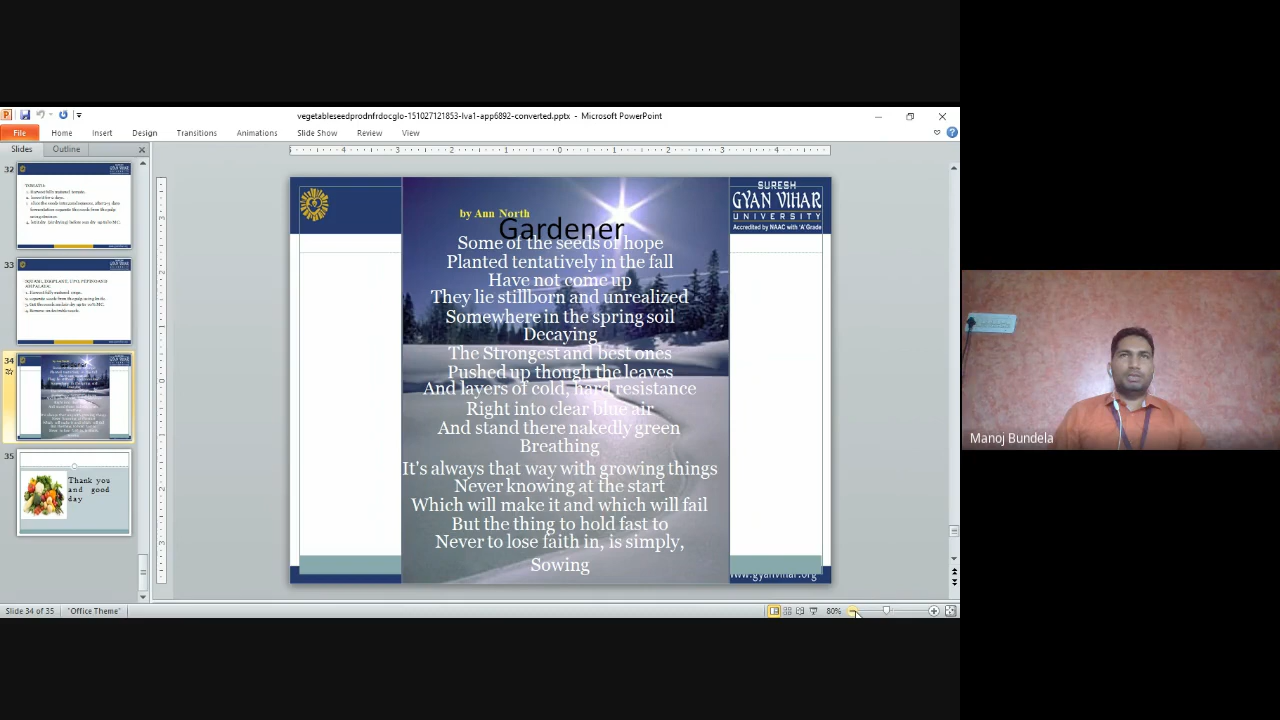 vegetableseedprodnfrdocglo-151027121853-lva1-app6892-converted.pptx - Microsoft PowerPoint
File Home Insert Design Transitions Animations Slide Show Review View
Slides Outline
32
33
34
35
Thank you
and good
day
SURESH
GYAN VIHAR
UNIVERSITY
Accredited by NAAC with 'A' Grade
by Ann North
Gardener
Some of the seeds of hope
Planted tentatively in the fall
Have not come up
They lie stillborn and unrealized
Somewhere in the spring soil
Decaying
The Strongest and best ones
Pushed up though the leaves
And layers of cold, hard resistance
Right into clear blue air
And stand there nakedly green
Breathing
It's always that way with growing things
Never knowing at the start
Which will make it and which will fail
But the thing to hold fast to
Never to lose faith in, is simply,
Sowing
www.gyanvihar.org
Manoj Bundela
Slide 34 of 35 "Office Theme" 80%